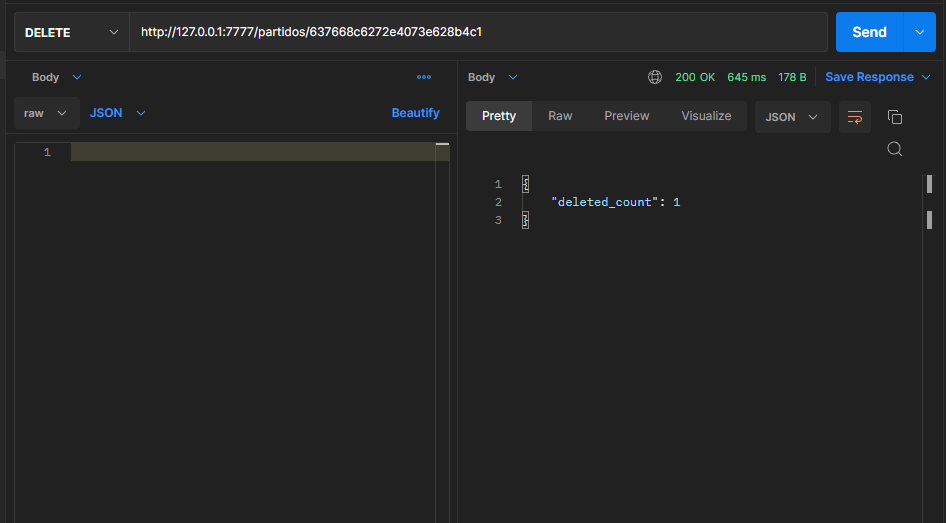 DELETE http://127.0.0.1:7777/partidos/637668c6272e4073e628b4c1 Send
Body
raw JSON Beautify
1
Body 200 OK 645 ms 178 B Save Response
Pretty Raw Preview Visualize JSON
1 {
2 "deleted_count": 1
3 }